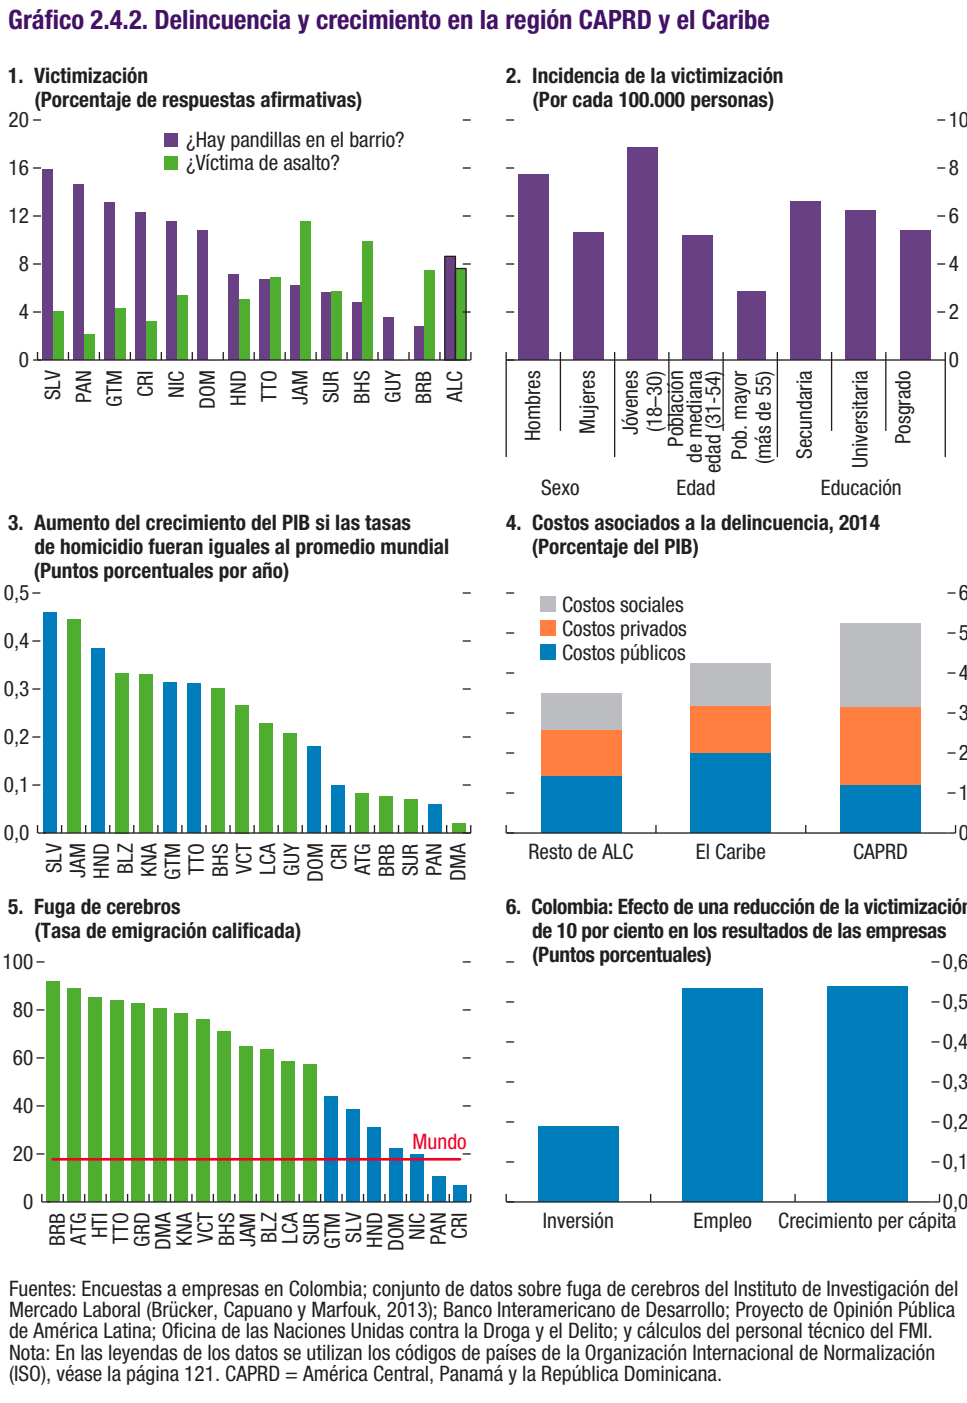 Gráfico 2.4.2. Delincuencia y crecimiento en la región CAPRD y el Caribe
1. Victimización
(Porcentaje de respuestas afirmativas)
20
16
12
8
4
0
¿Hay pandillas en el barrio?
¿Víctima de asalto?
SLV
PAN
GTM
CRI
NIC
DOM
HND
TTO
JAM
SUR
BHS
GUY
BRB
ALC
2. Incidencia de la victimización
(Por cada 100.000 personas)
10
8
6
4
2
0
Hombres
Mujeres
Jóvenes
(18–30)
Población
de mediana
edad (31-54)
Pob. mayor
(más de 55)
Secundaria
Universitaria
Posgrado
Sexo
Edad
Educación
3. Aumento del crecimiento del PIB si las tasas
de homicidio fueran iguales al promedio mundial
(Puntos porcentuales por año)
0,5
0,4
0,3
0,2
0,1
0,0
SLV
JAM
HND
BLZ
KNA
GTM
TTO
BHS
VCT
LCA
GUY
DOM
CRI
ATG
BRB
SUR
PAN
DMA
4. Costos asociados a la delincuencia, 2014
(Porcentaje del PIB)
6
5
4
3
2
1
0
Costos sociales
Costos privados
Costos públicos
Resto de ALC
El Caribe
CAPRD
5. Fuga de cerebros
(Tasa de emigración calificada)
100
80
60
40
20
0
Mundo
BRB
ATG
HTI
TTO
GRD
DMA
KNA
VCT
BHS
JAM
BLZ
LCA
SUR
GTM
SLV
HND
DOM
NIC
PAN
CRI
6. Colombia: Efecto de una reducción de la victimización
de 10 por ciento en los resultados de las empresas
(Puntos porcentuales)
0,6
0,5
0,4
0,3
0,2
0,1
0,0
Inversión
Empleo
Crecimiento per cápita
Fuentes: Encuestas a empresas en Colombia; conjunto de datos sobre fuga de cerebros del Instituto de Investigación del
Mercado Laboral (Brücker, Capuano y Marfouk, 2013); Banco Interamericano de Desarrollo; Proyecto de Opinión Pública
de América Latina; Oficina de las Naciones Unidas contra la Droga y el Delito; y cálculos del personal técnico del FMI.
Nota: En las leyendas de los datos se utilizan los códigos de países de la Organización Internacional de Normalización
(ISO), véase la página 121. CAPRD = América Central, Panamá y la República Dominicana.